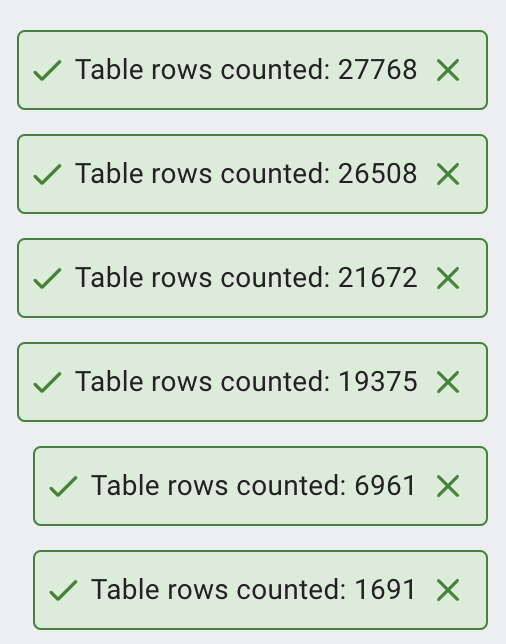 Table rows counted: 27768
Table rows counted: 26508
Table rows counted: 21672
Table rows counted: 19375
Table rows counted: 6961
Table rows counted: 1691